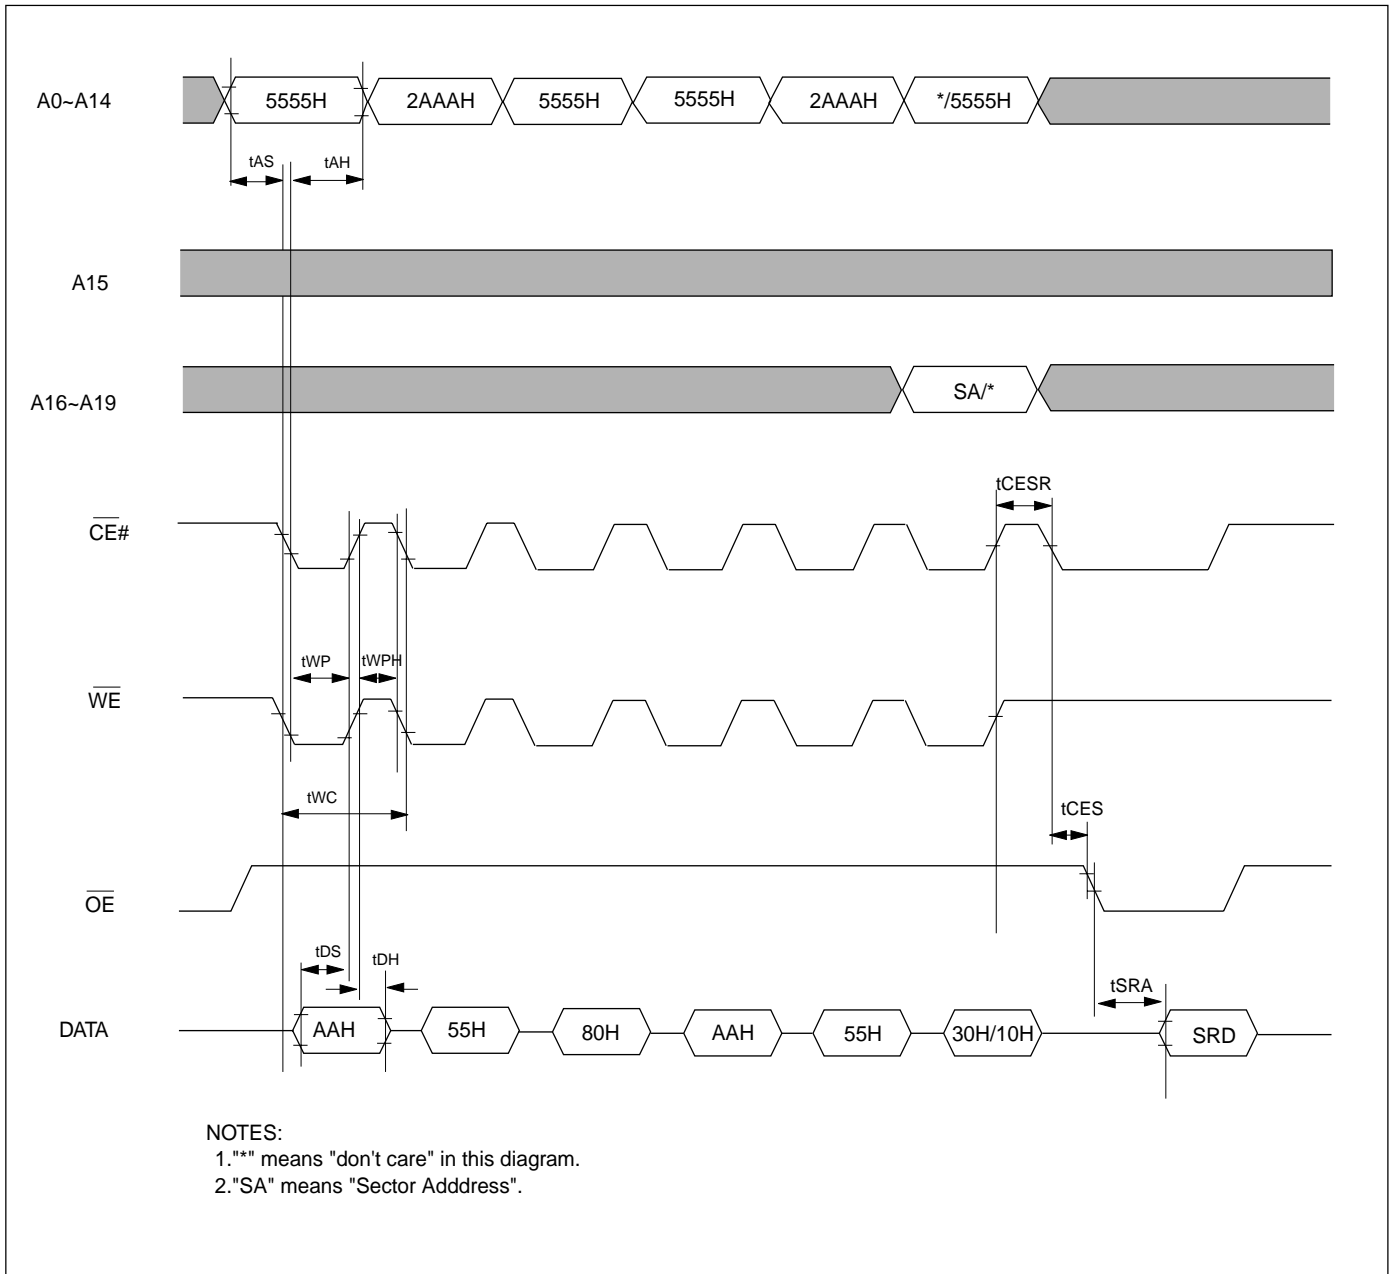 A0~A14 5555H 2AAAH 5555H 5555H 2AAAH */5555H
tAS tAH
A15
A16~A19 SA/*
tCESR
CE#
tWP tWPH
WE
tWC
tCES
OE
tDS tDH
tSRA
DATA AAH 55H 80H AAH 55H 30H/10H SRD
NOTES:
1."*" means "don't care" in this diagram.
2."SA" means "Sector Adddress".